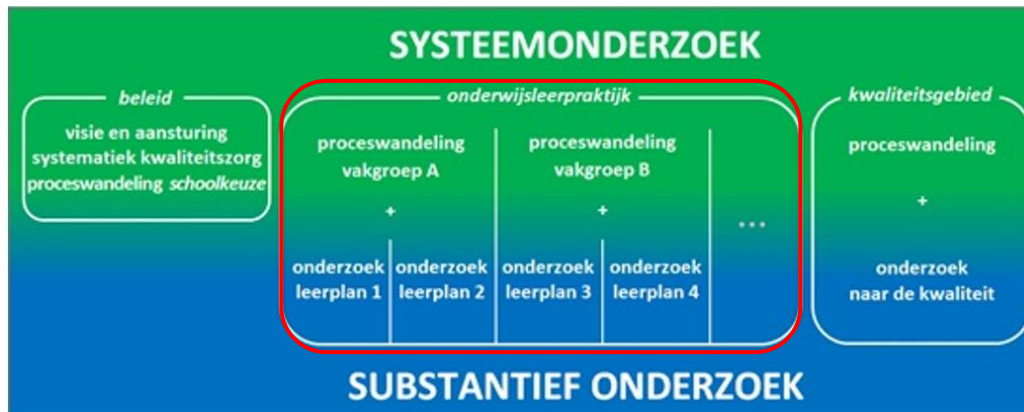 SYSTEEMONDERZOEK
beleid
visie en aansturing
systematiek kwaliteitszorg
proceswandeling schoolkeuze
onderwijsleerpraktijk
proceswandeling
vakgroep A
+
onderzoek
leerplan 1
onderzoek
leerplan 2
proceswandeling
vakgroep B
+
onderzoek
leerplan 3
onderzoek
leerplan 4
...
kwaliteitsgebied
proceswandeling
+
onderzoek
naar de kwaliteit
SUBSTANTIEF ONDERZOEK